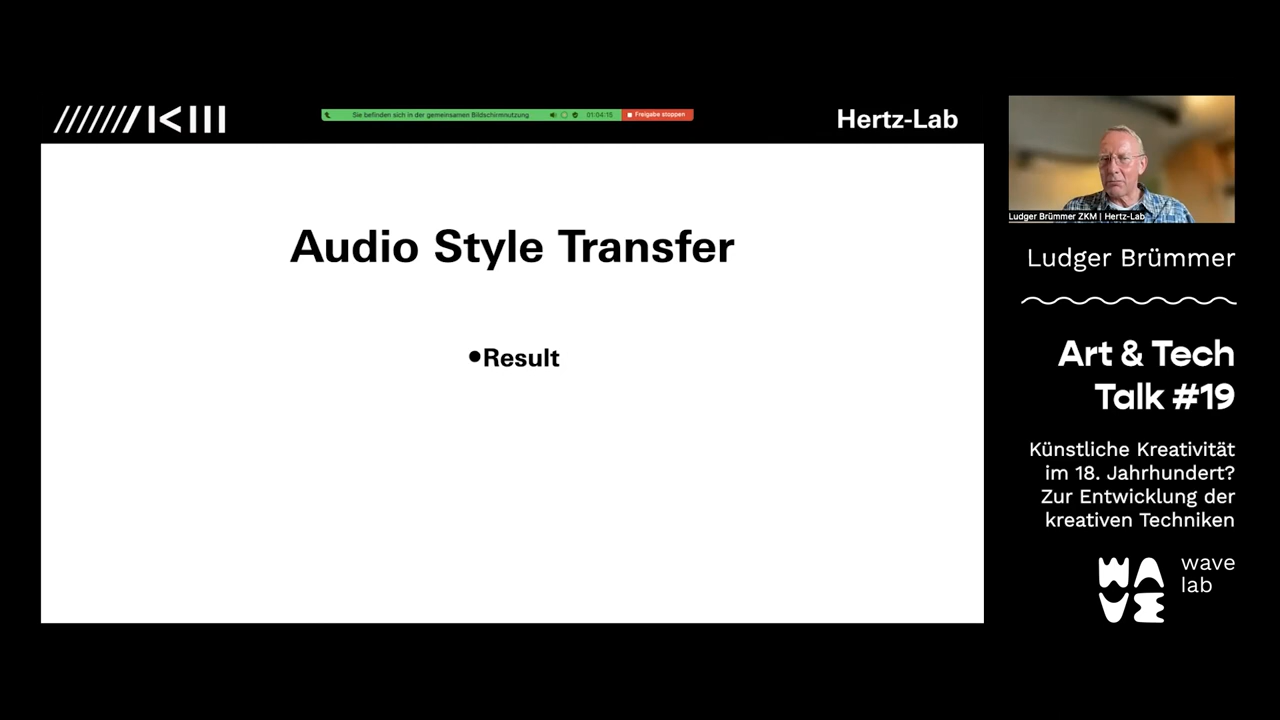 Sie befinden sich in der gemeinsamen Bildschirmnutzung 01:04:15 Freigabe stoppen
Hertz-Lab
Audio Style Transfer
•Result
Ludger Brümmer ZKM | Hertz-Lab
Ludger Brümmer
Art & Tech
Talk #19
Künstliche Kreativität
im 18. Jahrhundert?
Zur Entwicklung der
kreativen Techniken
WA
VE
wave
lab